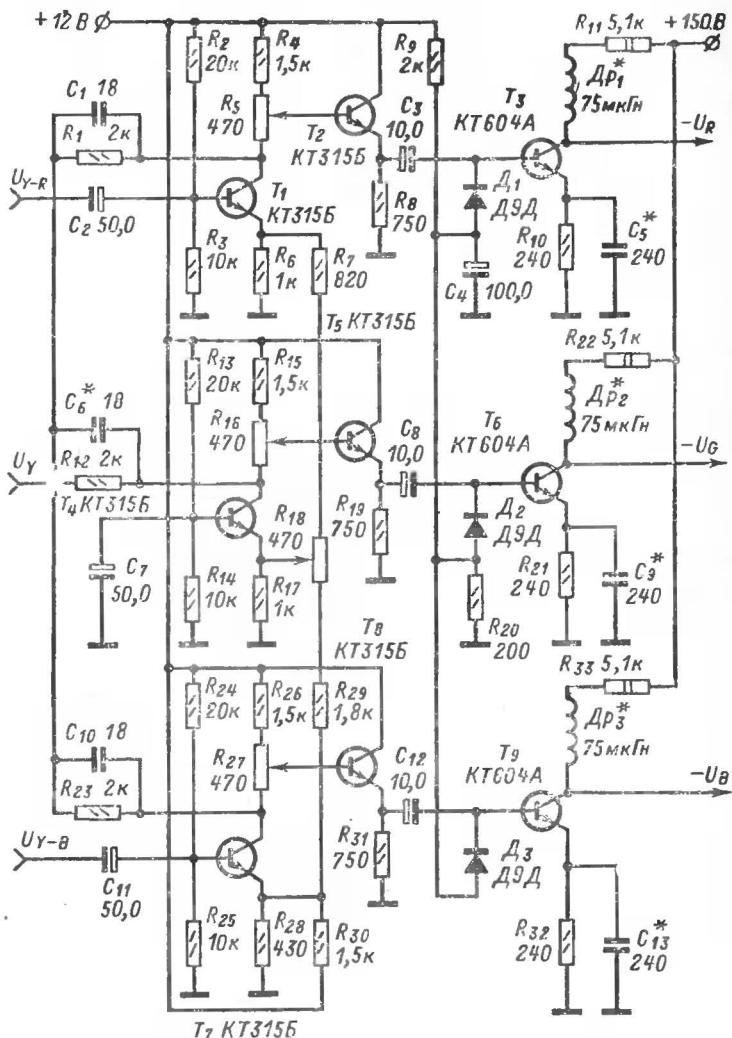 +12В
R2
20к
R4
1,5к
R9
2к
R11 5,1к
+150В
C1 18
R1 2к
R5
470
T2
КТ315Б
C3
10,0
T3
КТ604А
Др1*
75мкГн
-UR
UY-R
C2 50,0
T1
КТ315Б
R8
750
Д1
Д9Д
R3
10к
R6
1к
R7
820
C4
100,0
R10
240
C5*
240
T5 КТ315Б
R22 5,1к
R13
20к
R15
1,5к
C6* 18
R12 2к
R16
470
C8
10,0
T6
КТ604А
Др2*
75мкГн
-UG
UY
T4 КТ315Б
R18
470
R19
750
Д2
Д9Д
C7
50,0
R14
10к
R17
1к
R21
240
C9*
240
R20
200
T8
КТ315Б
R33 5,1к
R24
20к
R26
1,5к
R29
1,8к
C10 18
R23 2к
R27
470
C12
10,0
T9
КТ604А
Др3*
75мкГн
-UB
UY-B
C11
50,0
R31
750
Д3
Д9Д
R25
10к
R28
430
R30
1,5к
R32
240
C13*
240
T7 КТ315Б